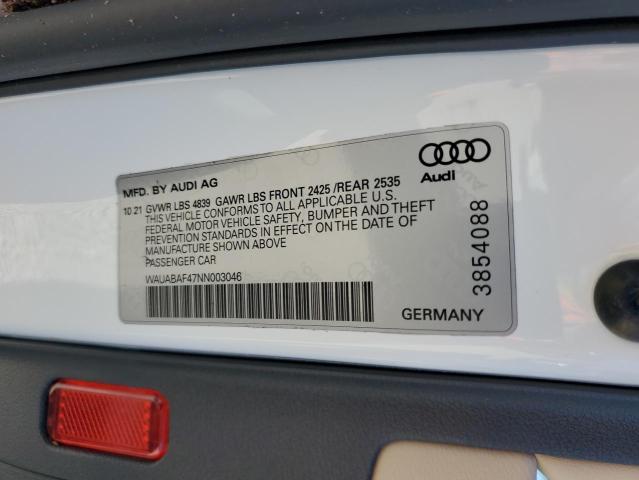 MFD. BY AUDI AG
Audi
10.21 GVWR LBS 4839 GAWR LBS FRONT 2425 /REAR 2535
THIS VEHICLE CONFORMS TO ALL APPLICABLE U.S.
FEDERAL MOTOR VEHICLE SAFETY, BUMPER AND THEFT
PREVENTION STANDARDS IN EFFECT ON THE DATE OF
MANUFACTURE SHOWN ABOVE
PASSENGER CAR
WAUABAF47NN003046
3854088
GERMANY